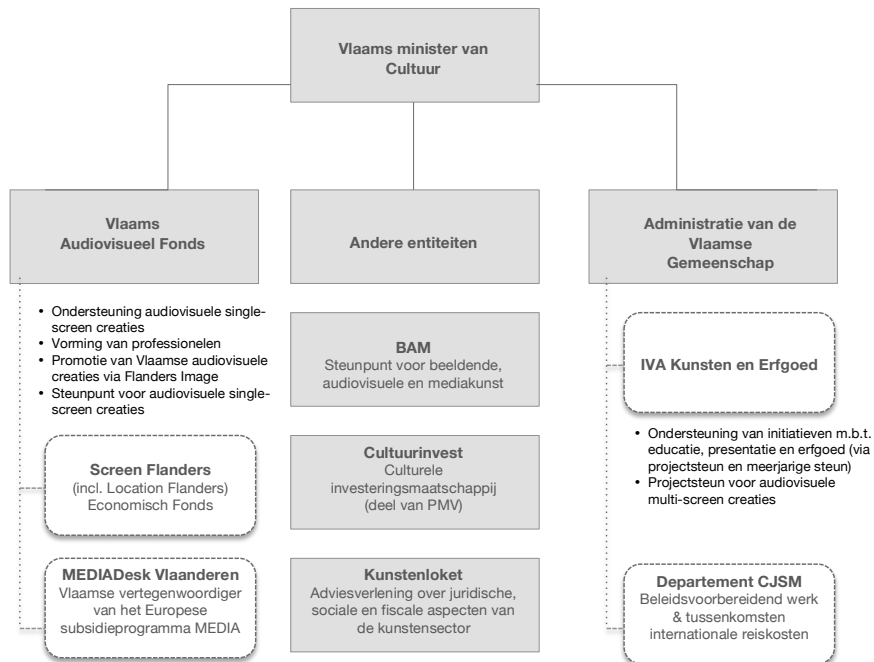 Vlaams minister van
Cultuur
Vlaams
Audiovisueel Fonds
• Ondersteuning audiovisuele single-
screen creaties
• Vorming van professionelen
• Promotie van Vlaamse audiovisuele
creaties via Flanders Image
• Steunpunt voor audiovisuele single-
screen creaties
Screen Flanders
(incl. Location Flanders)
Economisch Fonds
MEDIADesk Vlaanderen
Vlaamse vertegenwoordiger
van het Europese
subsidieprogramma MEDIA
Andere entiteiten
BAM
Steunpunt voor beeldende,
audiovisuele en mediakunst
Cultuurinvest
Culturele
investeringsmaatschappij
(deel van PMV)
Kunstenloket
Adviesverlening over juridische,
sociale en fiscale aspecten van
de kunstensector
Administratie van de
Vlaamse
Gemeenschap
IVA Kunsten en Erfgoed
• Ondersteuning van initiatieven m.b.t.
educatie, presentatie en erfgoed (via
projectsteun en meerjarige steun)
• Projectsteun voor audiovisuele
multi-screen creaties
Departement CJSM
Beleidsvoorbereidend werk
& tussenkomsten
internationale reiskosten